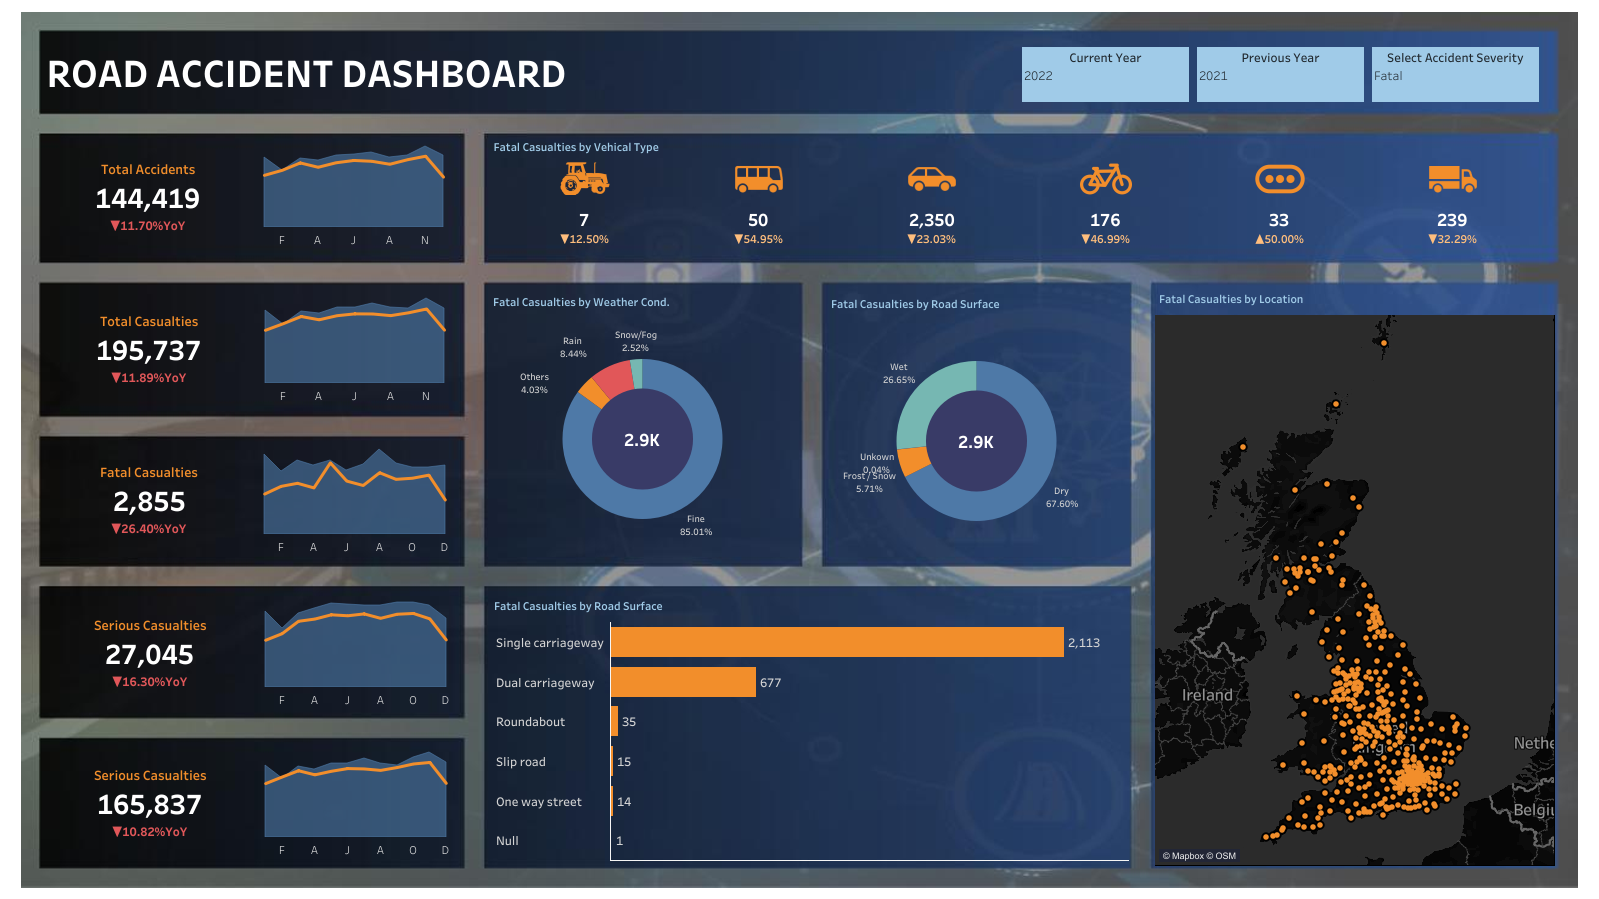 ROAD ACCIDENT DASHBOARD
Current Year
2022
Previous Year
2021
Select Accident Severity
Fatal
Total Accidents
144,419
▼11.70%YoY
F A J A N
Total Casualties
195,737
▼11.89%YoY
F A J A N
Fatal Casualties
2,855
▼26.40%YoY
F A J A O D
Serious Casualties
27,045
▼16.30%YoY
F A J A O D
Serious Casualties
165,837
▼10.82%YoY
F A J A O D
Fatal Casualties by Vehical Type
7 50 2,350 176 33 239
▼12.50% ▼54.95% ▼23.03% ▼46.99% ▲50.00% ▼32.29%
Fatal Casualties by Weather Cond.
Snow/Fog
2.52%
Rain
8.44%
Others
4.03%
2.9K
Fine
85.01%
Fatal Casualties by Road Surface
Wet
26.65%
2.9K
Unkown
0.04%
Frost / Snow
5.71%
Dry
67.60%
Fatal Casualties by Road Surface
Single carriageway 2,113
Dual carriageway 677
Roundabout 35
Slip road 15
One way street 14
Null 1
Fatal Casualties by Location
Ireland
Nethe
Belgiu
© Mapbox © OSM